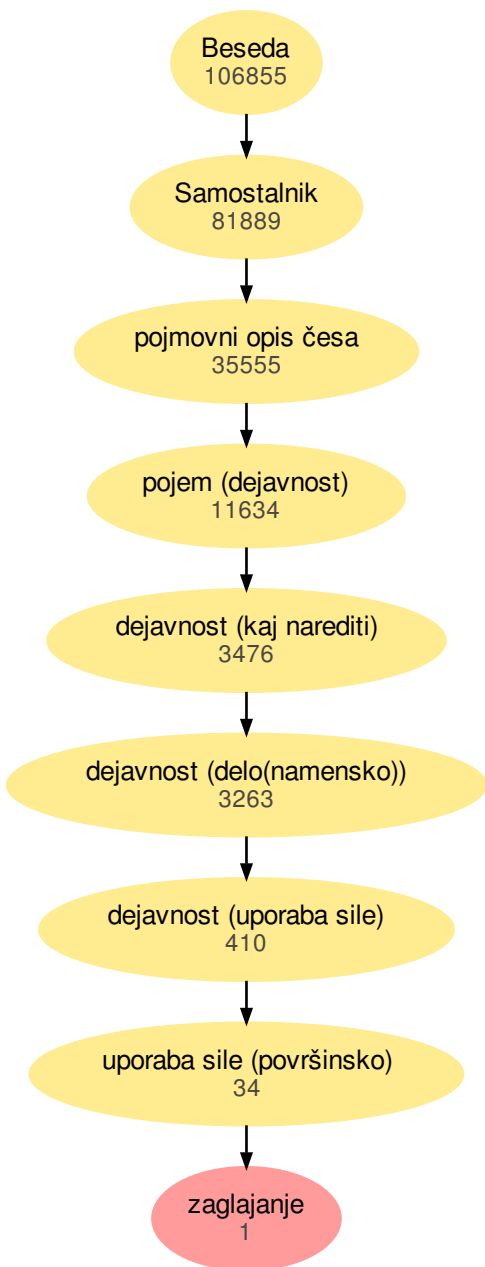 Beseda
106855
Samostalnik
81889
pojmovni opis česa
35555
pojem (dejavnost)
11634
dejavnost (kaj narediti)
3476
dejavnost (delo(namensko))
3263
dejavnost (uporaba sile)
410
uporaba sile (površinsko)
34
zaglajanje
1